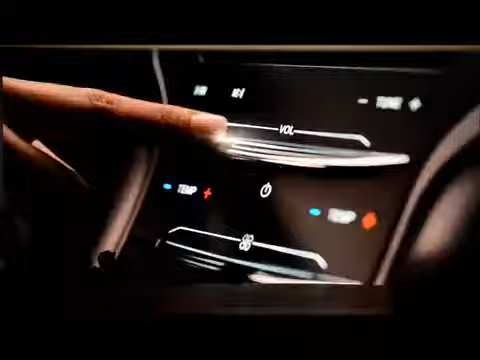 − TUNE +
VOL
− TEMP +
− TEMP +